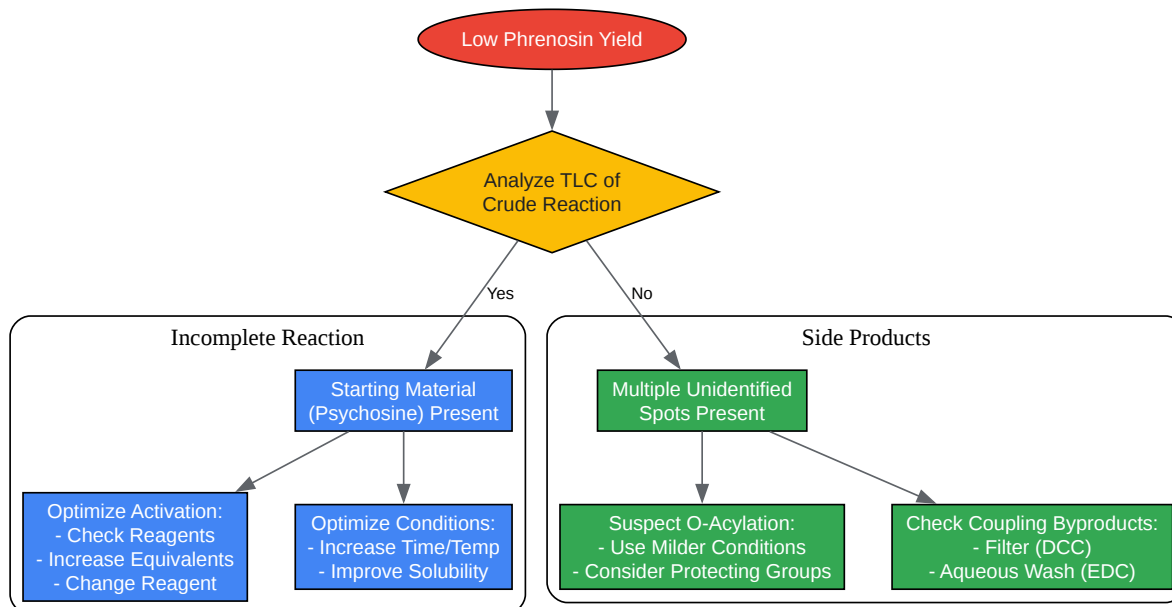 Low Phrenosin Yield
Analyze TLC of
Crude Reaction
Yes
No
Incomplete Reaction
Side Products
Starting Material
(Psychosine) Present
Multiple Unidentified
Spots Present
Optimize Activation:
- Check Reagents
- Increase Equivalents
- Change Reagent
Optimize Conditions:
- Increase Time/Temp
- Improve Solubility
Suspect O-Acylation:
- Use Milder Conditions
- Consider Protecting Groups
Check Coupling Byproducts:
- Filter (DCC)
- Aqueous Wash (EDC)